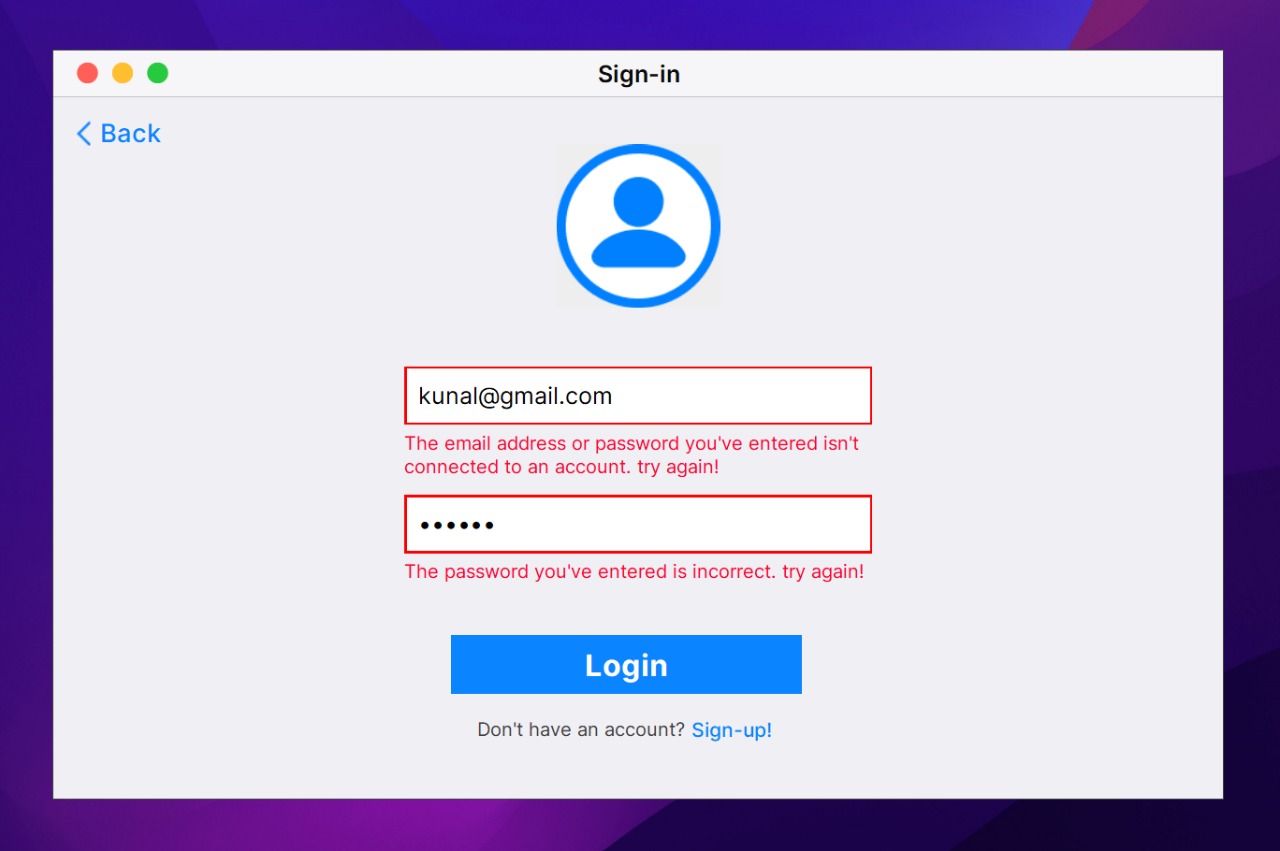 Sign-in
Back
kunal@gmail.com
The email address or password you've entered isn't
connected to an account. try again!
••••••
The password you've entered is incorrect. try again!
Login
Don't have an account? Sign-up!